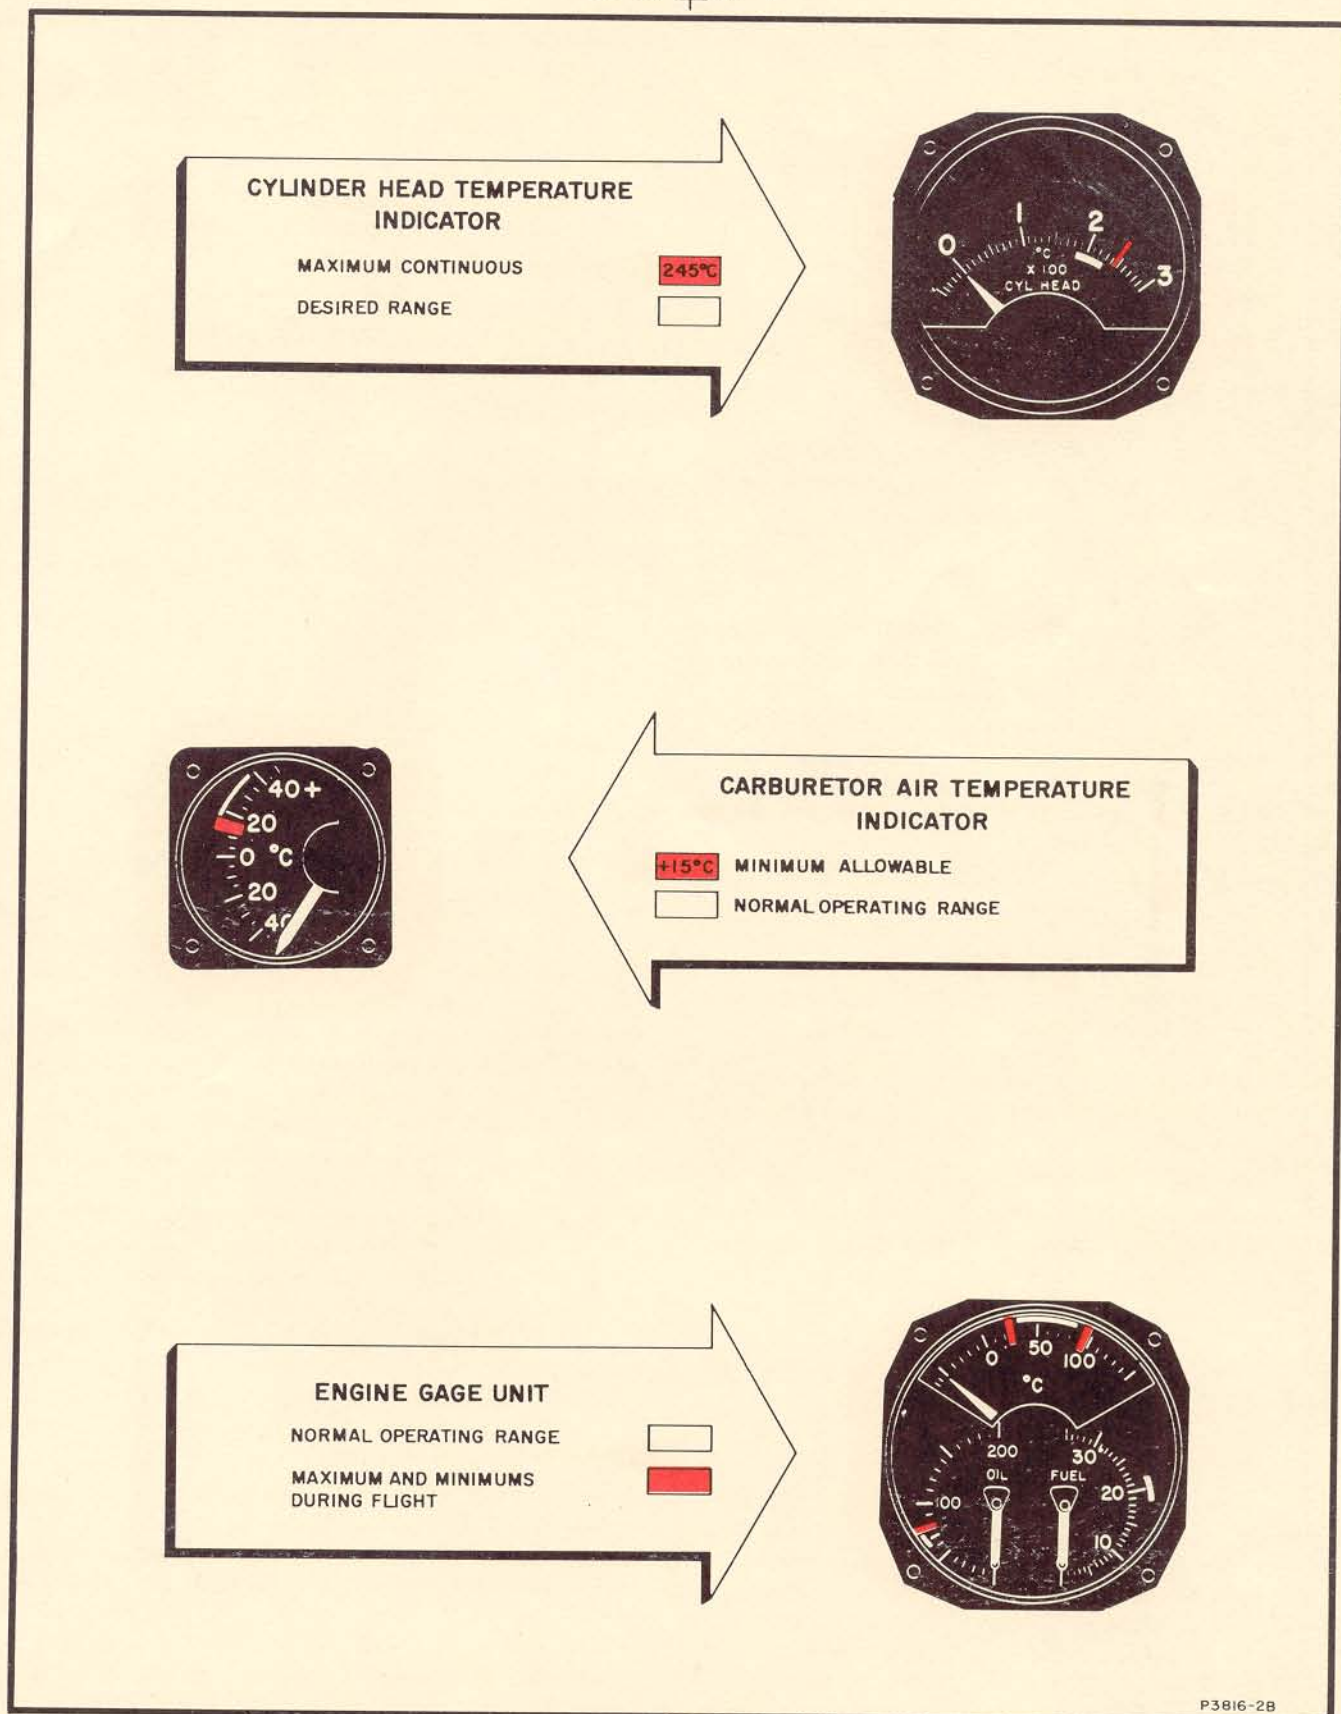 CYLINDER HEAD TEMPERATURE
INDICATOR
MAXIMUM CONTINUOUS 245°C
DESIRED RANGE
0 1 2 3
°C
X 100
CYL HEAD
40+
20
0 °C
20
40
CARBURETOR AIR TEMPERATURE
INDICATOR
+15°C MINIMUM ALLOWABLE
NORMAL OPERATING RANGE
ENGINE GAGE UNIT
NORMAL OPERATING RANGE
MAXIMUM AND MINIMUMS
DURING FLIGHT
0 50 100
°C
200 30
OIL FUEL
100 20
10
P3816-2B